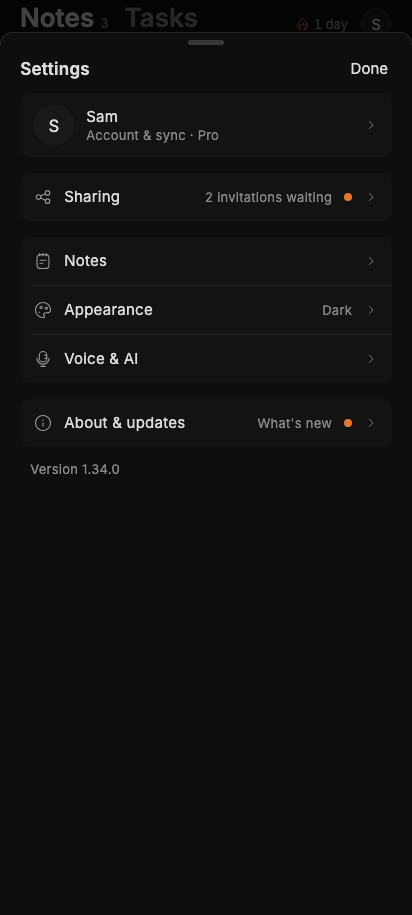 Notes 3 Tasks 1 day S
Settings Done
S Sam
Account & sync · Pro
Sharing 2 invitations waiting
Notes
Appearance Dark
Voice & AI
About & updates What's new
Version 1.34.0